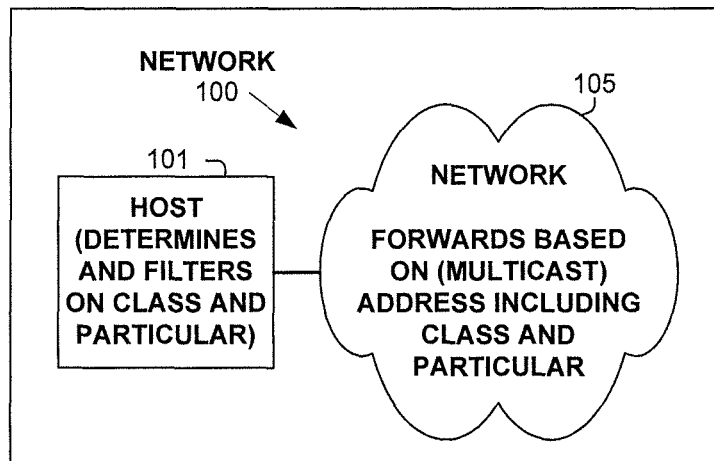 NETWORK
100
105
101
HOST
(DETERMINES
AND FILTERS
ON CLASS AND
PARTICULAR)
NETWORK
FORWARDS BASED
ON (MULTICAST)
ADDRESS INCLUDING
CLASS AND
PARTICULAR